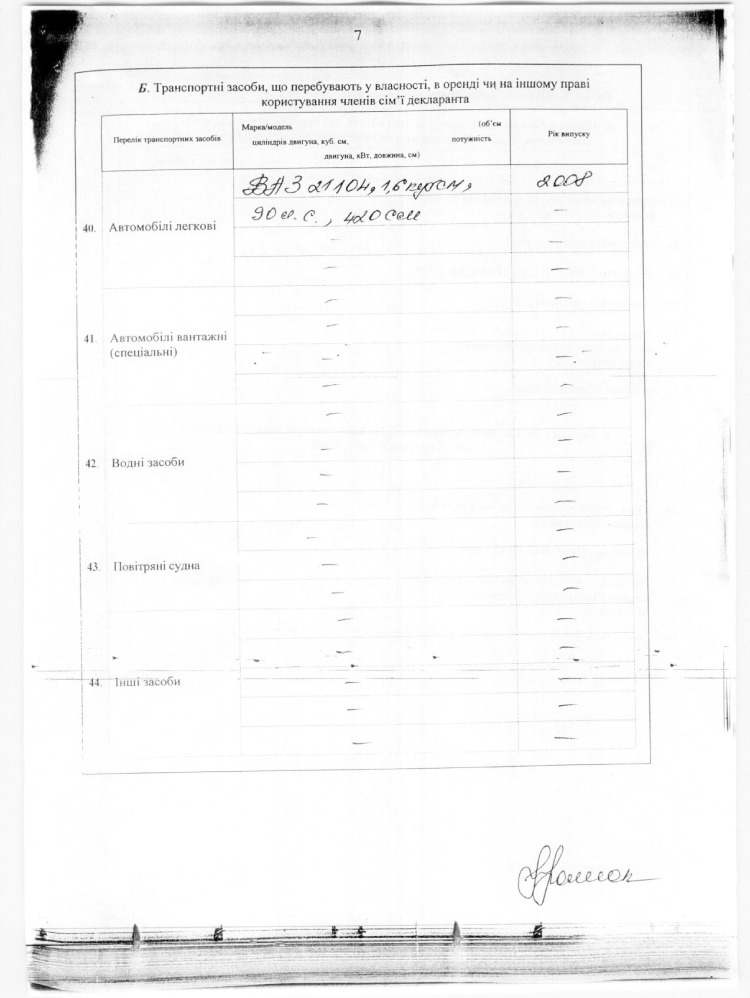 7
Б. Транспортні засоби, що перебувають у власності, в оренді чи на іншому праві
користування членів сім’ї декларанта
Перелік транспортних засобів
Марка/модель (об’єм
циліндрів двигуна, куб. см, потужність
двигуна, кВт, довжина, см)
Рік випуску
40. Автомобілі легкові
ВАЗ 21104, 1,6 куб см, 2008
90 л. с., 420 см —
— —
— —
41. Автомобілі вантажні
(спеціальні)
— —
— —
— —
— —
42. Водні засоби
— —
— —
— —
— —
43. Повітряні судна
— —
— —
— —
44. Інші засоби
— —
— —
— —
— —
— —